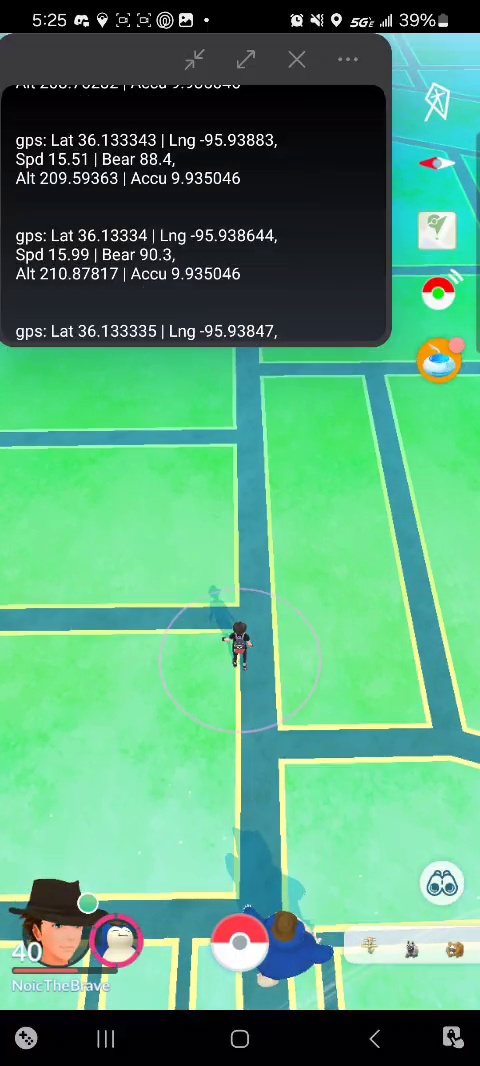 5:25
5GE 39%
gps: Lat 36.133343 | Lng -95.93883,
Spd 15.51 | Bear 88.4,
Alt 209.59363 | Accu 9.935046
gps: Lat 36.13334 | Lng -95.938644,
Spd 15.99 | Bear 90.3,
Alt 210.87817 | Accu 9.935046
gps: Lat 36.133335 | Lng -95.93847,
40
NoicTheBrave